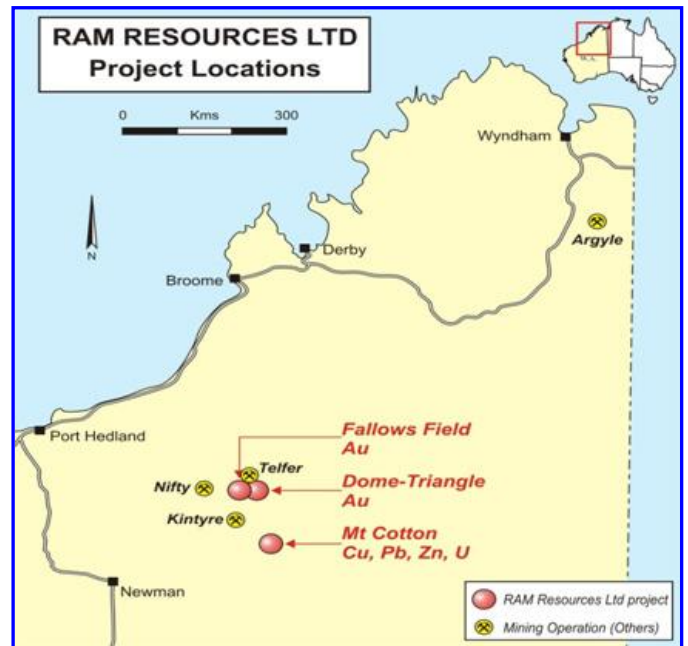 RAM RESOURCES LTD
Project Locations
0 Kms 300
Wyndham
Argyle
N
Derby
Broome
Port Hedland
Fallows Field
Au
Telfer
Nifty
Dome-Triangle
Au
Kintyre
Mt Cotton
Cu, Pb, Zn, U
Newman
RAM Resources Ltd project
Mining Operation (Others)